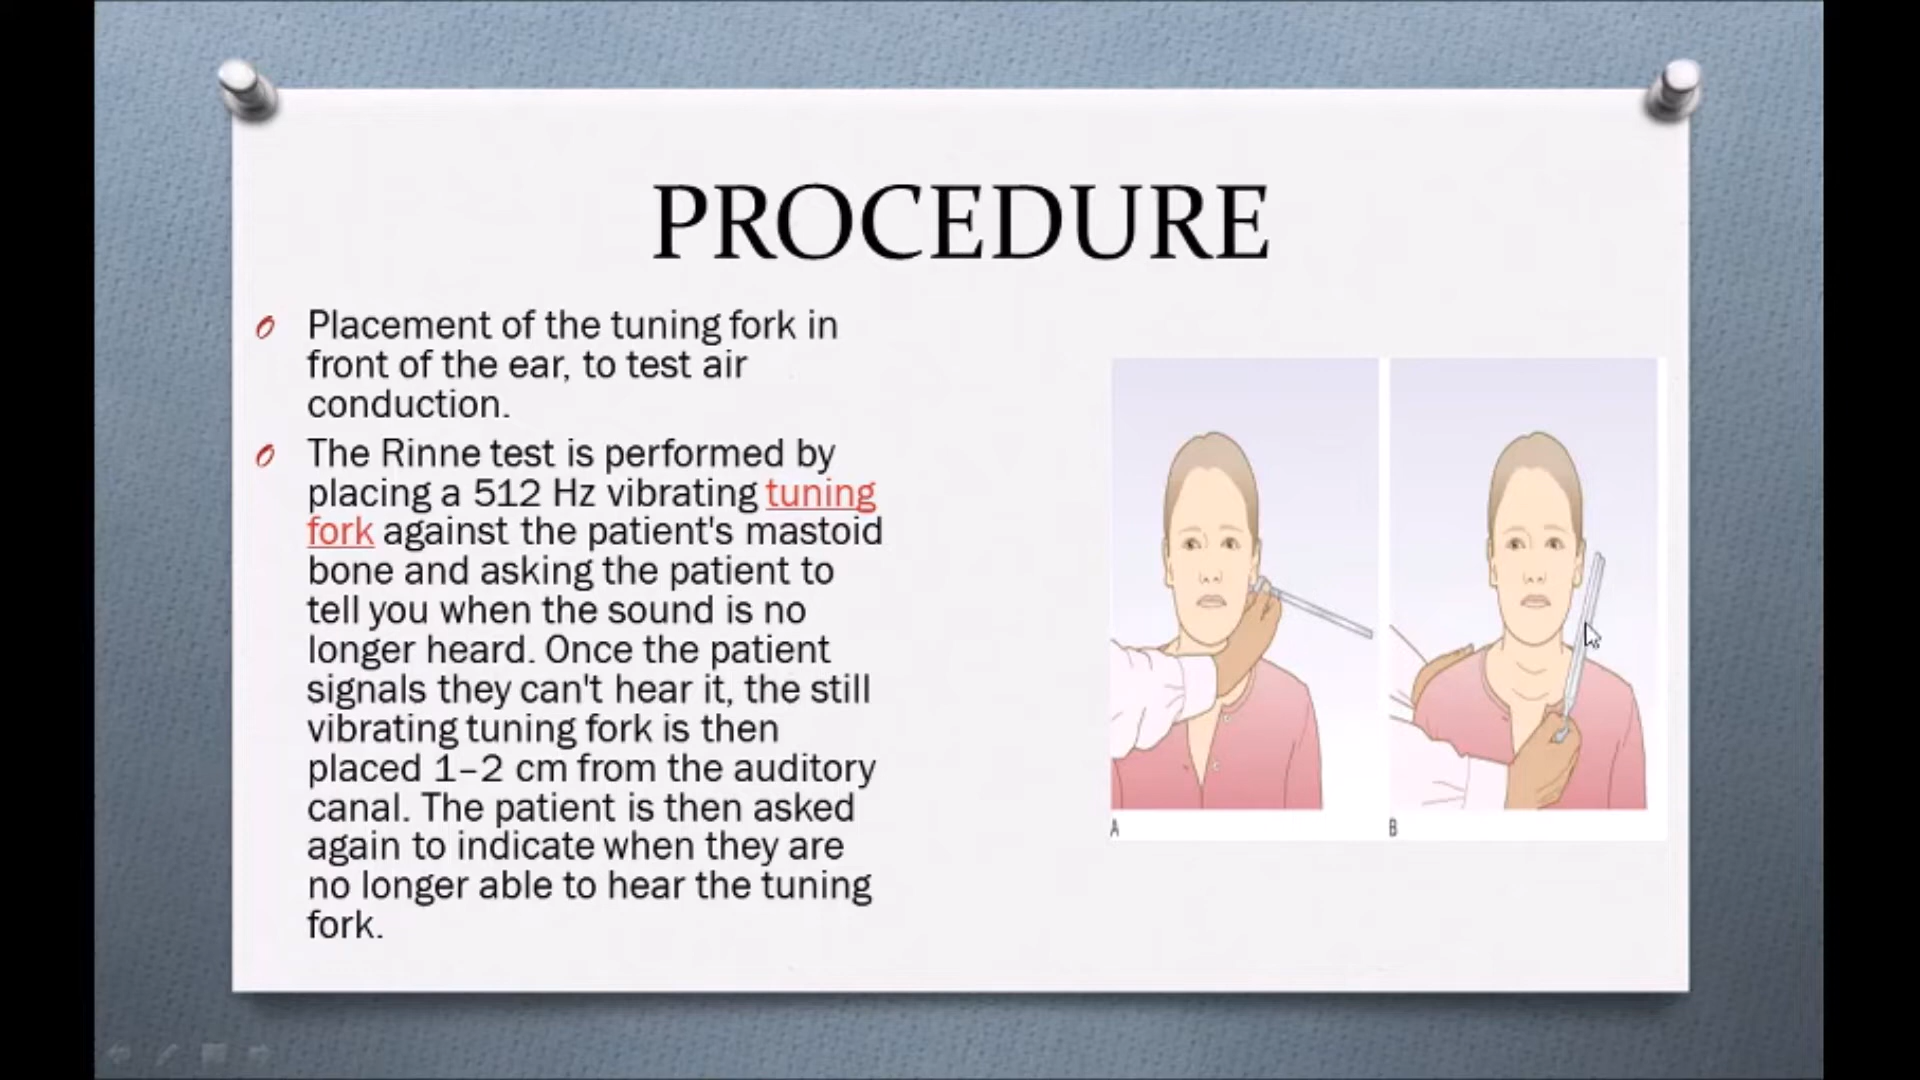 PROCEDURE
Placement of the tuning fork in
front of the ear, to test air
conduction.
The Rinne test is performed by
placing a 512 Hz vibrating tuning
fork against the patient's mastoid
bone and asking the patient to
tell you when the sound is no
longer heard. Once the patient
signals they can't hear it, the still
vibrating tuning fork is then
placed 1–2 cm from the auditory
canal. The patient is then asked
again to indicate when they are
no longer able to hear the tuning
fork.
A
B